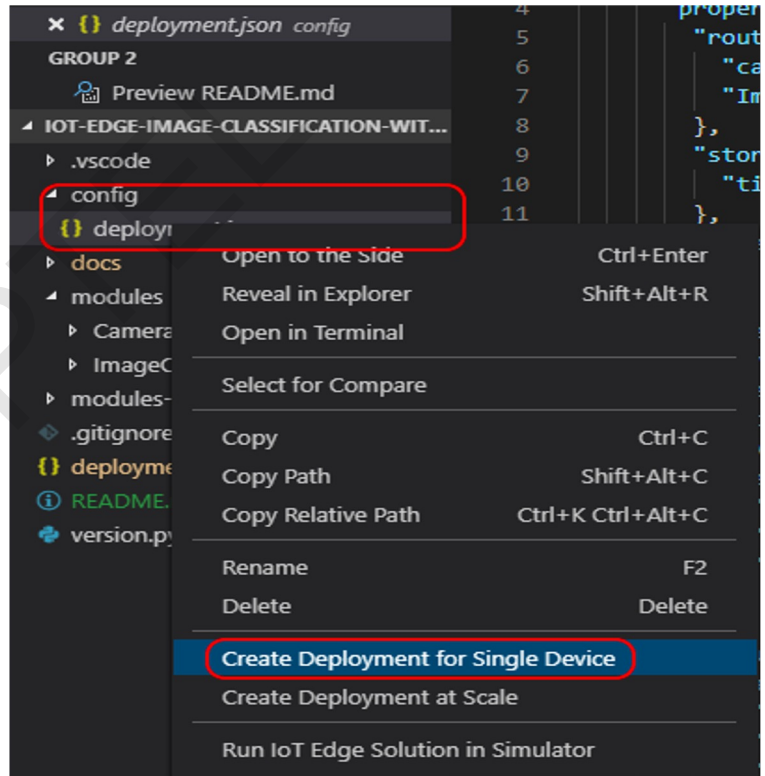 deployment.json config
GROUP 2
Preview README.md
IOT-EDGE-IMAGE-CLASSIFICATION-WIT...
.vscode
config
{} deployn
docs
modules
Camera
ImageC
modules-
.gitignore
{} deployme
README.
version.py
4 proper
5 "rout
6 "ca
7 "Im
8 },
9 "stor
10 "ti
11 },
Open to the Side Ctrl+Enter
Reveal in Explorer Shift+Alt+R
Open in Terminal
Select for Compare
Copy Ctrl+C
Copy Path Shift+Alt+C
Copy Relative Path Ctrl+K Ctrl+Alt+C
Rename F2
Delete Delete
Create Deployment for Single Device
Create Deployment at Scale
Run IoT Edge Solution in Simulator